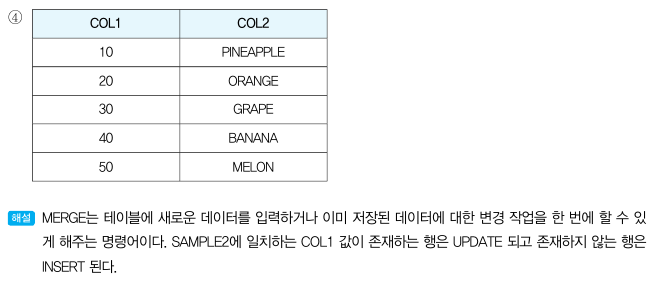 ④
COL1 COL2
10 PINEAPPLE
20 ORANGE
30 GRAPE
40 BANANA
50 MELON
해설 MERGE는 테이블에 새로운 데이터를 입력하거나 이미 저장된 데이터에 대한 변경 작업을 한 번에 할 수 있
게 해주는 명령어이다. SAMPLE2에 일치하는 COL1 값이 존재하는 행은 UPDATE 되고 존재하지 않는 행은
INSERT 된다.